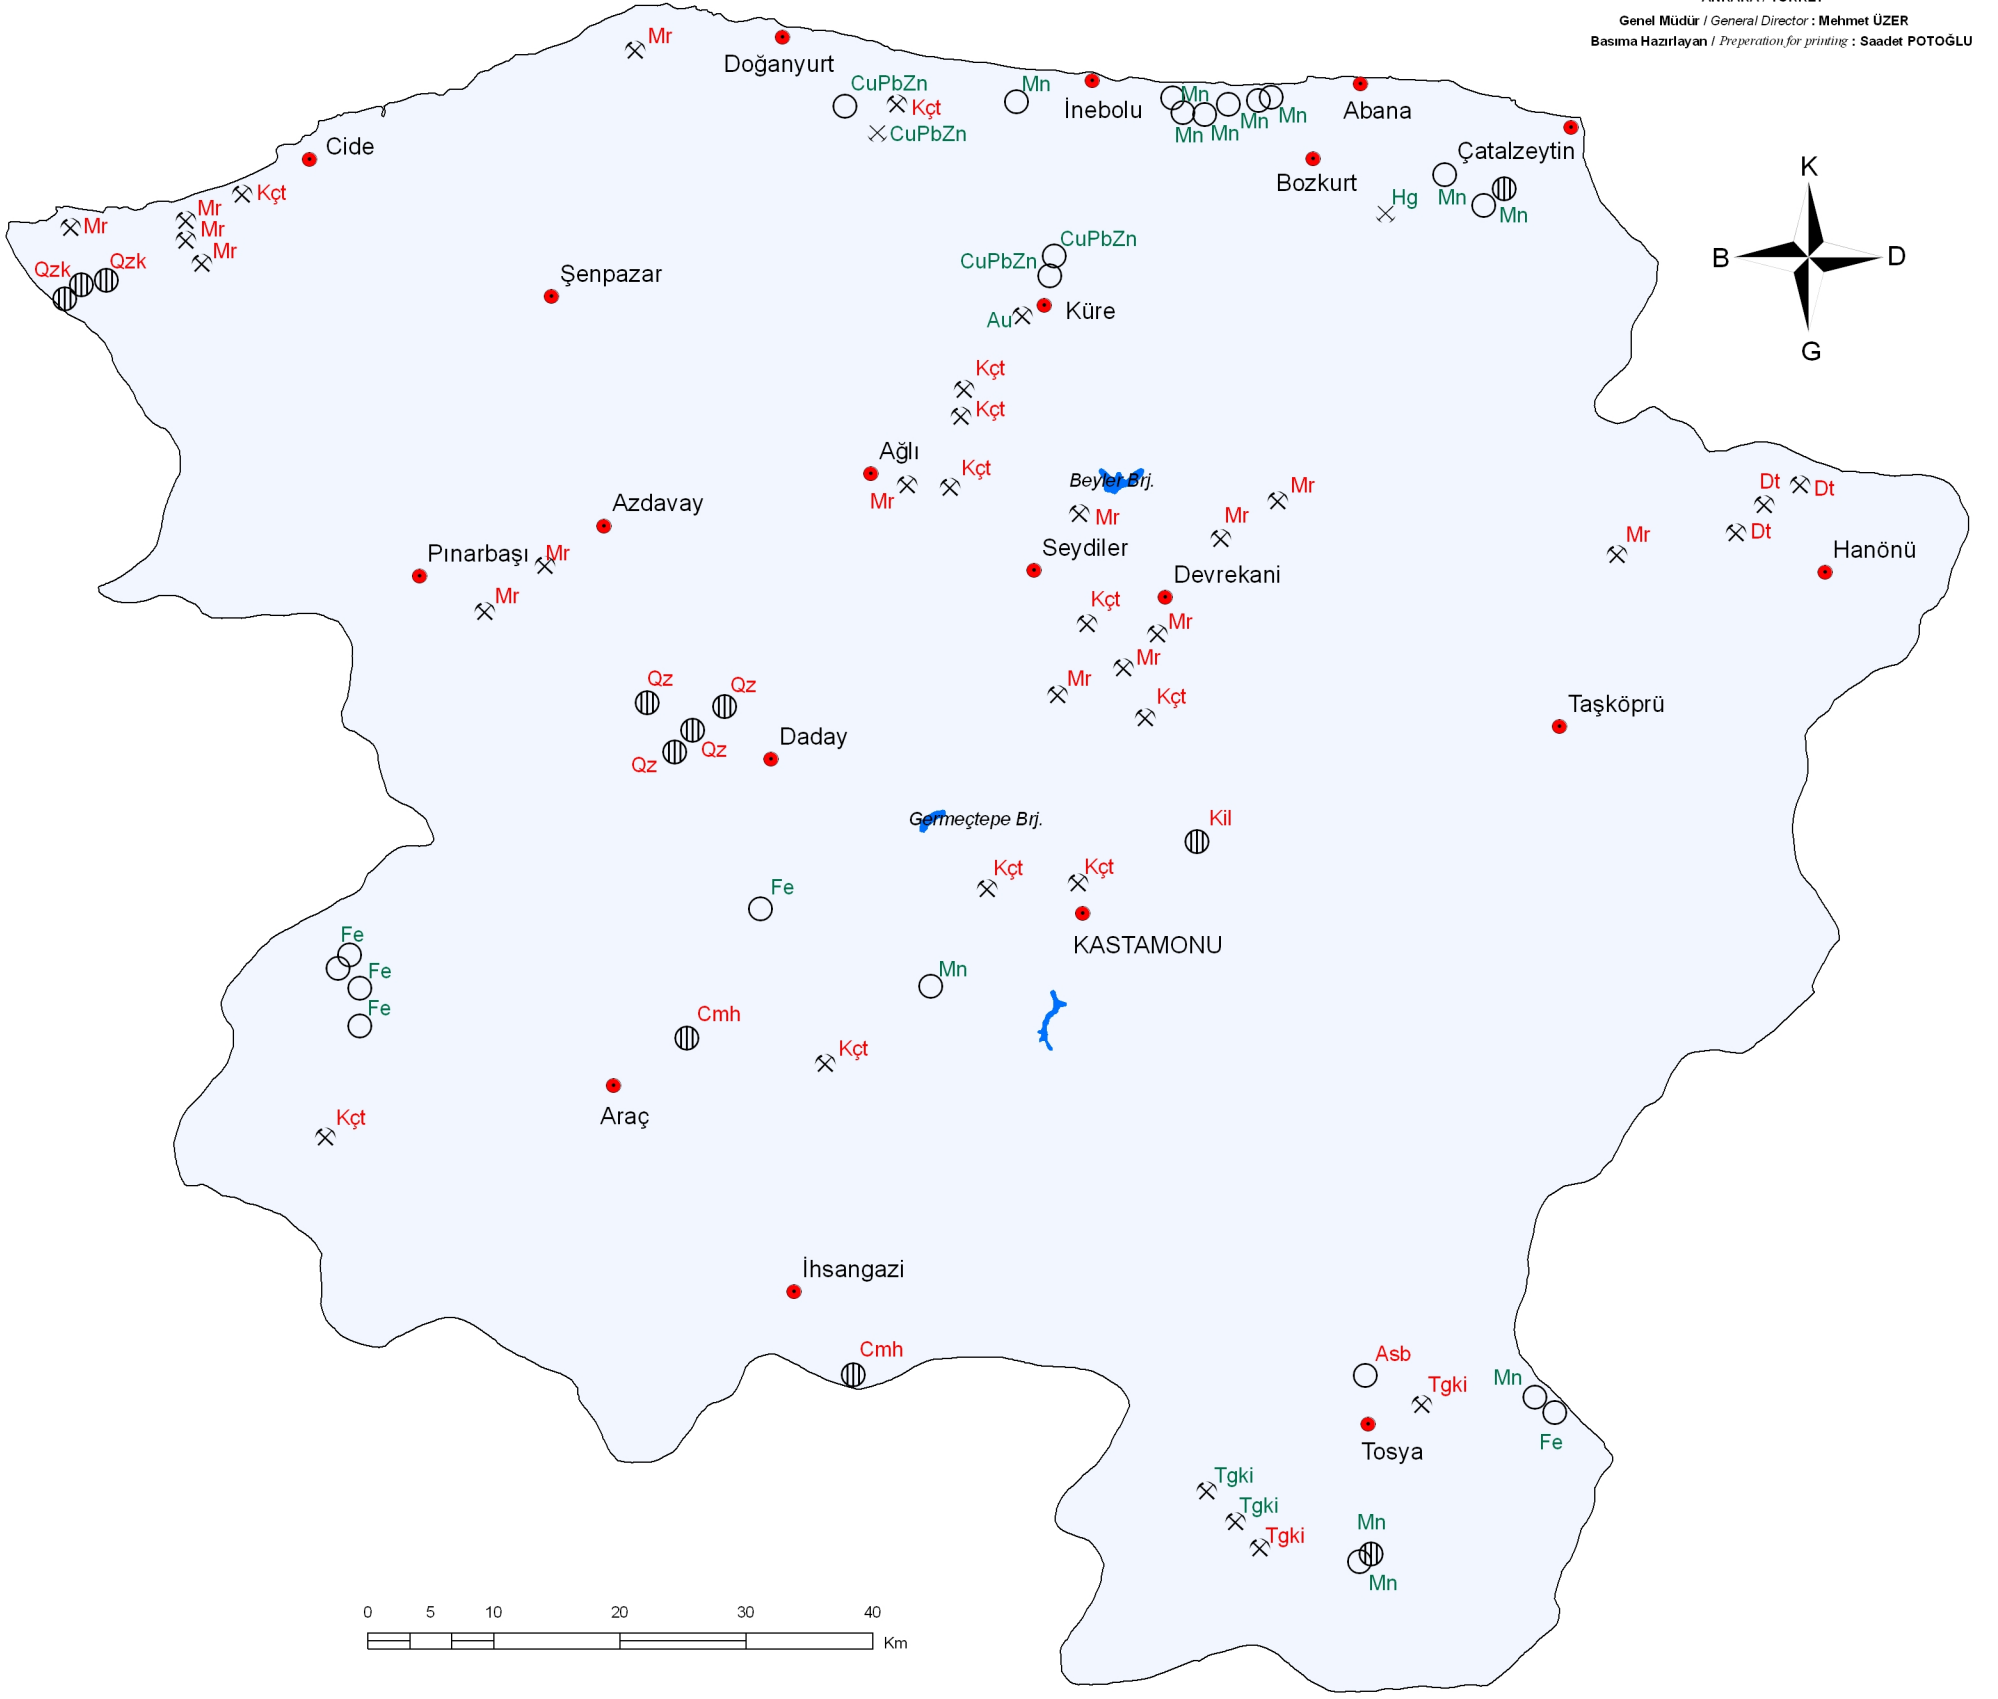 ANKARA / TÜRKEY
Genel Müdür / General Director : Mehmet ÜZER
Basıma Hazırlayan / Preperation for printing : Saadet POTOĞLU
Mr
Doğanyurt
CuPbZn
Kçt
CuPbZn
Mn
İnebolu
Mn
Mn
Mn
Mn
Mn
Abana
Çatalzeytin
Bozkurt
Hg
Mn
Mn
Cide
Kçt
Mr
Mr
Mr
Mr
Qzk
Qzk
K
B
D
G
Şenpazar
CuPbZn
CuPbZn
Küre
Au
Kçt
Kçt
Ağlı
Mr
Kçt
Beyler Brj.
Mr
Mr
Mr
Azdavay
Pınarbaşı
Mr
Mr
Seydiler
Devrekani
Kçt
Mr
Mr
Mr
Kçt
Dt
Dt
Dt
Mr
Hanönü
Taşköprü
Qz
Qz
Qz
Qz
Daday
Germeçtepe Brj.
Kil
Kçt
Kçt
KASTAMONU
Fe
Fe
Fe
Fe
Mn
Cmh
Kçt
Araç
Kçt
İhsangazi
Cmh
Asb
Tgki
Mn
Fe
Tosya
Tgki
Tgki
Tgki
Mn
Mn
0 5 10 20 30 40
Km